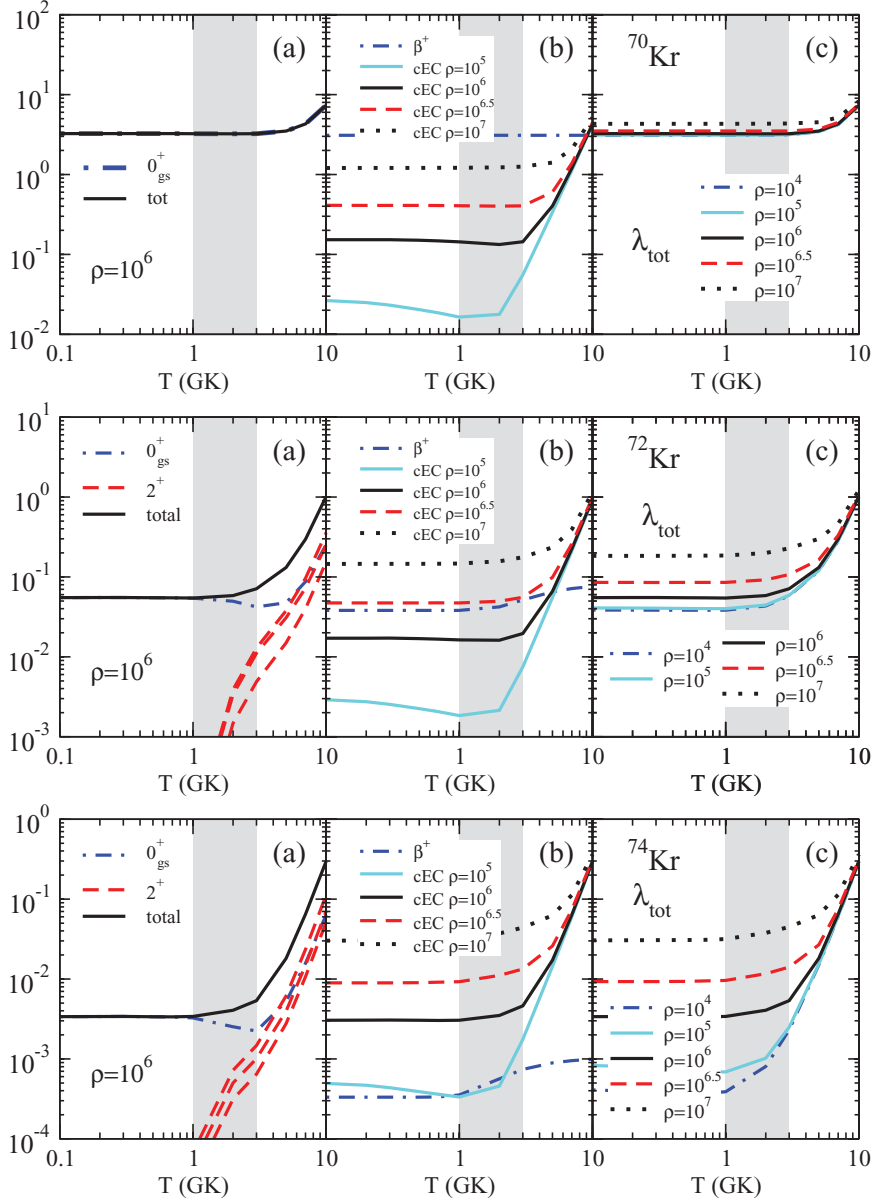 10^2
10^1
10^0
10^-1
10^-2
(a)
0^+_gs
tot
ρ=10^6
0.1
1
10
T (GK)
(b)
β^+
cEC ρ=10^5
cEC ρ=10^6
cEC ρ=10^6.5
cEC ρ=10^7
1
10
T (GK)
^70Kr
(c)
λ_tot
ρ=10^4
ρ=10^5
ρ=10^6
ρ=10^6.5
ρ=10^7
1
10
T (GK)
10^1
10^0
10^-1
10^-2
10^-3
(a)
0^+_gs
2^+
total
ρ=10^6
0.1
1
10
T (GK)
(b)
β^+
cEC ρ=10^5
cEC ρ=10^6
cEC ρ=10^6.5
cEC ρ=10^7
1
10
T (GK)
^72Kr
(c)
λ_tot
ρ=10^4
ρ=10^5
ρ=10^6
ρ=10^6.5
ρ=10^7
1
10
T (GK)
10^0
10^-1
10^-2
10^-3
10^-4
(a)
0^+_gs
2^+
total
ρ=10^6
0.1
1
10
T (GK)
(b)
β^+
cEC ρ=10^5
cEC ρ=10^6
cEC ρ=10^6.5
cEC ρ=10^7
1
10
T (GK)
^74Kr
(c)
λ_tot
ρ=10^4
ρ=10^5
ρ=10^6
ρ=10^6.5
ρ=10^7
1
10
T (GK)